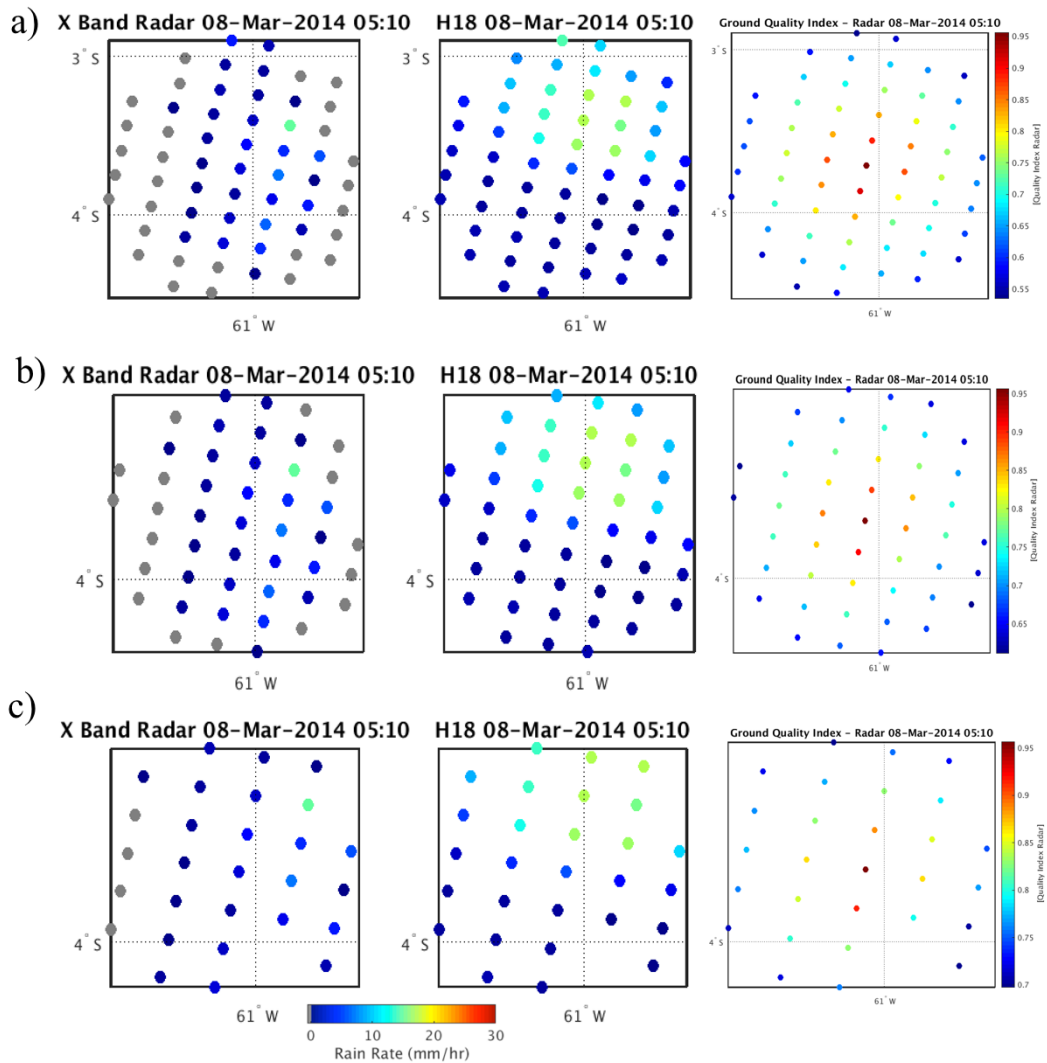 a)
X Band Radar 08-Mar-2014 05:10
H18 08-Mar-2014 05:10
Ground Quality Index - Radar 08-Mar-2014 05:10
3° S
4° S
61° W
3° S
4° S
61° W
3° S
4° S
61° W
0.95
0.9
0.85
0.8
0.75
0.7
0.65
0.6
0.55
[Quality Index Radar]
b)
X Band Radar 08-Mar-2014 05:10
H18 08-Mar-2014 05:10
Ground Quality Index - Radar 08-Mar-2014 05:10
4° S
61° W
4° S
61° W
4° S
61° W
0.95
0.9
0.85
0.8
0.75
0.7
0.65
[Quality Index Radar]
c)
X Band Radar 08-Mar-2014 05:10
H18 08-Mar-2014 05:10
Ground Quality Index - Radar 08-Mar-2014 05:10
4° S
61° W
4° S
61° W
4° S
61° W
0.95
0.9
0.85
0.8
0.75
0.7
[Quality Index Radar]
0 10 20 30
Rain Rate (mm/hr)